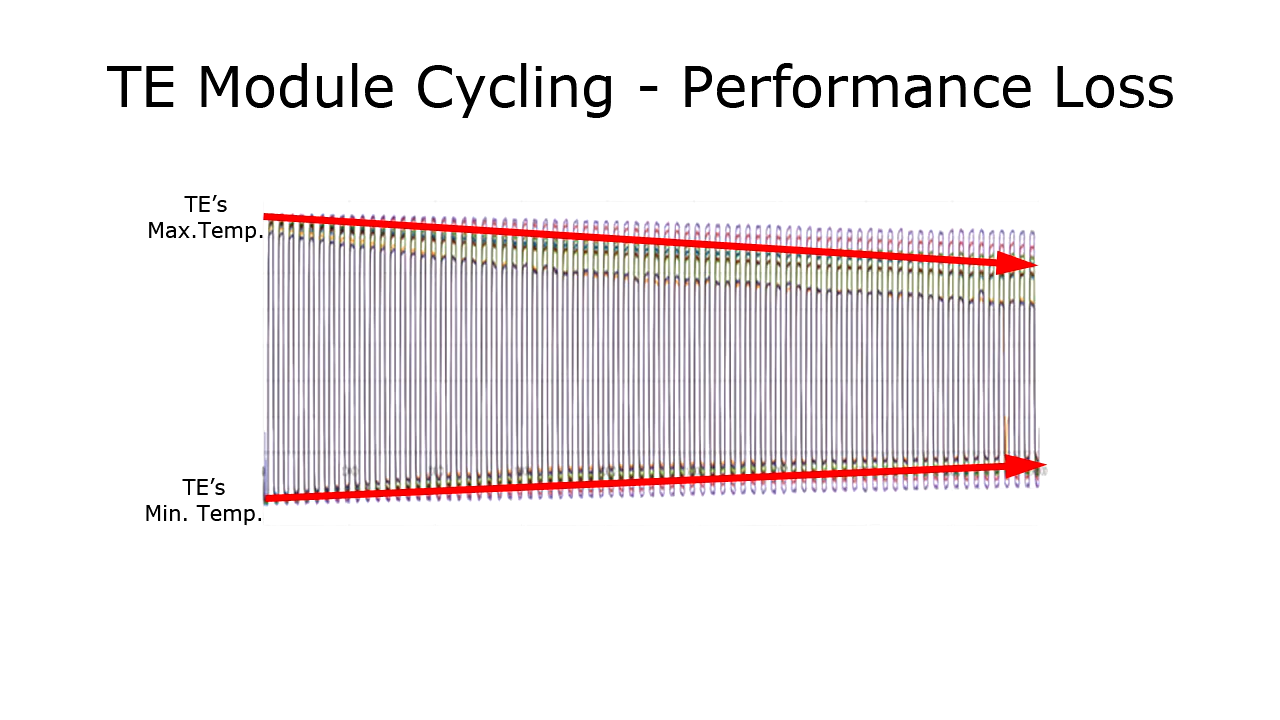 TE Module Cycling - Performance Loss
TE’s
Max.Temp.
TE’s
Min. Temp.